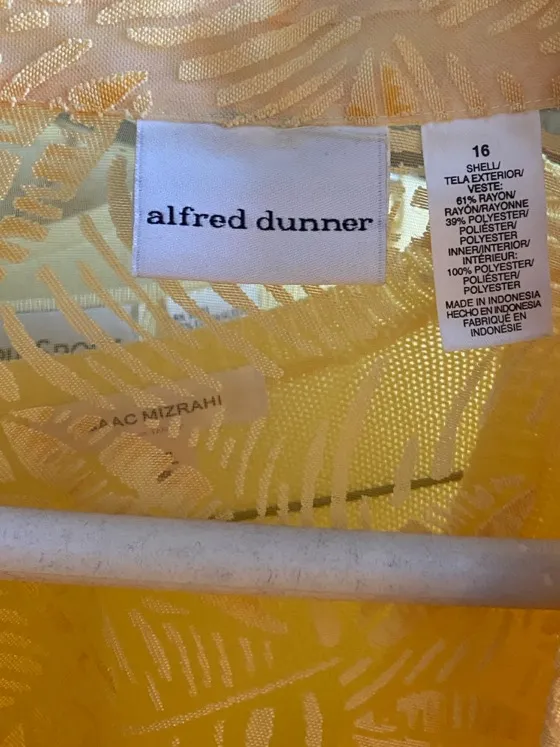 alfred dunner
16
SHELL/
TELA EXTERIOR/
VESTE:
61% RAYON/
RAYÓN/RAYONNE
39% POLYESTER/
POLIÉSTER/
POLYESTER
INNER/INTERIOR/
INTÉRIEUR:
100% POLYESTER/
POLIÉSTER/
POLYESTER
MADE IN INDONESIA
HECHO EN INDONESIA
FABRIQUÉ EN
INDONÉSIE
MIZRAHI